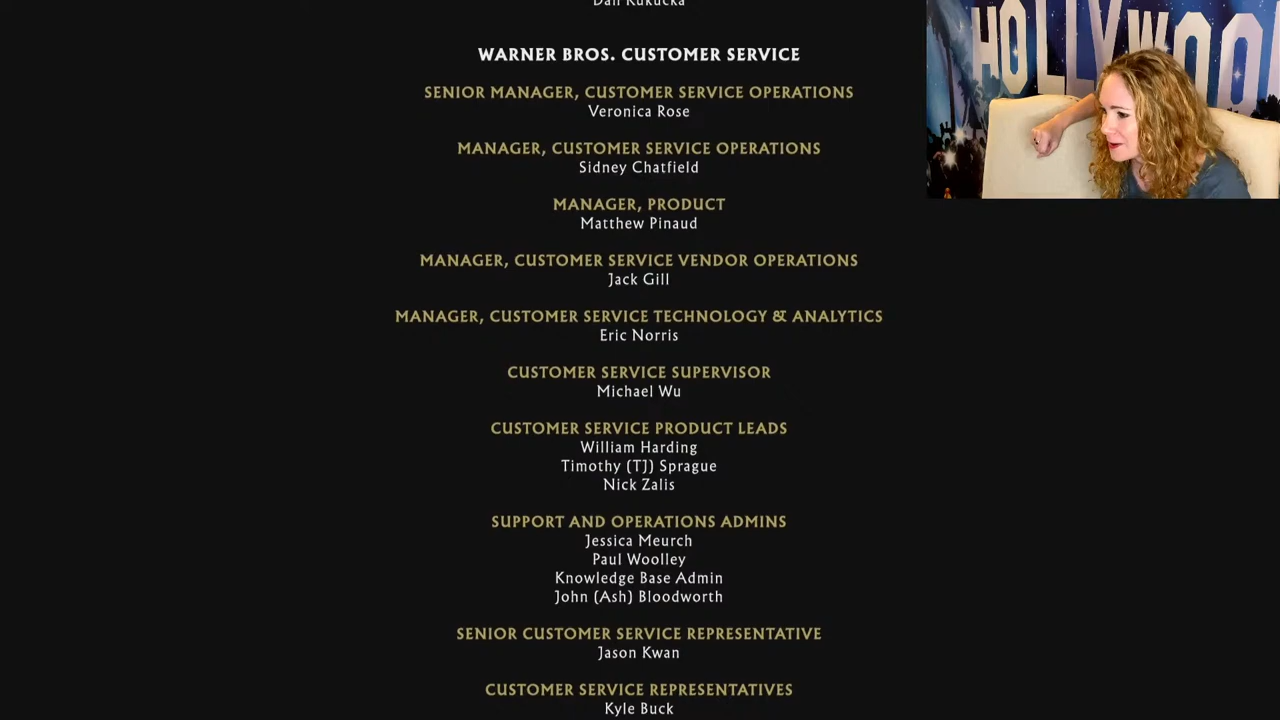 Dan Kukucka
WARNER BROS. CUSTOMER SERVICE
SENIOR MANAGER, CUSTOMER SERVICE OPERATIONS
Veronica Rose
MANAGER, CUSTOMER SERVICE OPERATIONS
Sidney Chatfield
MANAGER, PRODUCT
Matthew Pinaud
MANAGER, CUSTOMER SERVICE VENDOR OPERATIONS
Jack Gill
MANAGER, CUSTOMER SERVICE TECHNOLOGY & ANALYTICS
Eric Norris
CUSTOMER SERVICE SUPERVISOR
Michael Wu
CUSTOMER SERVICE PRODUCT LEADS
William Harding
Timothy (TJ) Sprague
Nick Zalis
SUPPORT AND OPERATIONS ADMINS
Jessica Meurch
Paul Woolley
Knowledge Base Admin
John (Ash) Bloodworth
SENIOR CUSTOMER SERVICE REPRESENTATIVE
Jason Kwan
CUSTOMER SERVICE REPRESENTATIVES
Kyle Buck
HOLLYWOOD